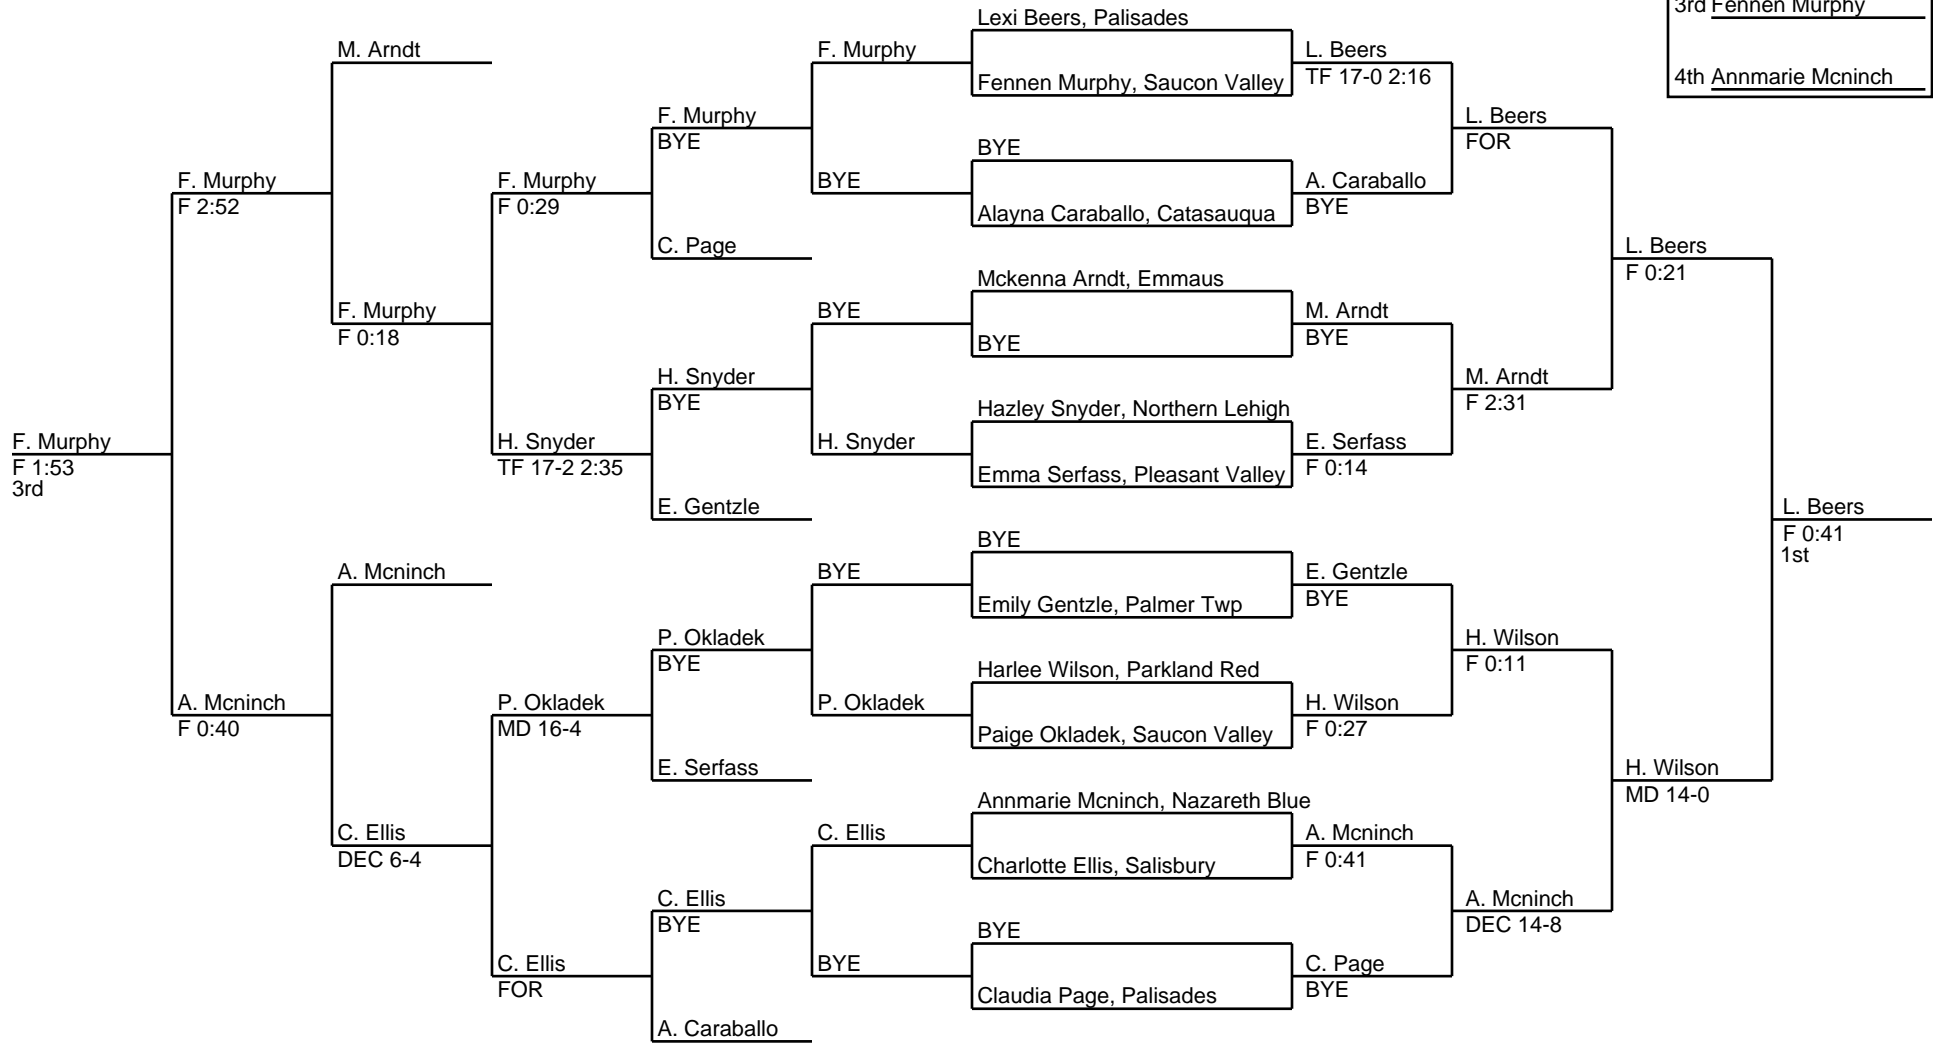 3rd Fennen Murphy
4th Annmarie Mcninch
M. Arndt
F. Murphy
F 2:52
F. Murphy
F 0:18
F. Murphy
F 1:53
3rd
A. Mcninch
A. Mcninch
F 0:40
C. Ellis
DEC 6-4
F. Murphy
F 0:29
H. Snyder
TF 17-2 2:35
P. Okladek
MD 16-4
C. Ellis
FOR
F. Murphy
BYE
C. Page
H. Snyder
BYE
E. Gentzle
P. Okladek
BYE
E. Serfass
C. Ellis
BYE
A. Caraballo
F. Murphy
BYE
BYE
H. Snyder
BYE
P. Okladek
C. Ellis
BYE
Lexi Beers, Palisades
Fennen Murphy, Saucon Valley
BYE
Alayna Caraballo, Catasauqua
Mckenna Arndt, Emmaus
BYE
Hazley Snyder, Northern Lehigh
Emma Serfass, Pleasant Valley
BYE
Emily Gentzle, Palmer Twp
Harlee Wilson, Parkland Red
Paige Okladek, Saucon Valley
Annmarie Mcninch, Nazareth Blue
Charlotte Ellis, Salisbury
BYE
Claudia Page, Palisades
L. Beers
TF 17-0 2:16
A. Caraballo
BYE
M. Arndt
BYE
E. Serfass
F 0:14
E. Gentzle
BYE
H. Wilson
F 0:27
A. Mcninch
F 0:41
C. Page
BYE
L. Beers
FOR
M. Arndt
F 2:31
H. Wilson
F 0:11
A. Mcninch
DEC 14-8
L. Beers
F 0:21
H. Wilson
MD 14-0
L. Beers
F 0:41
1st